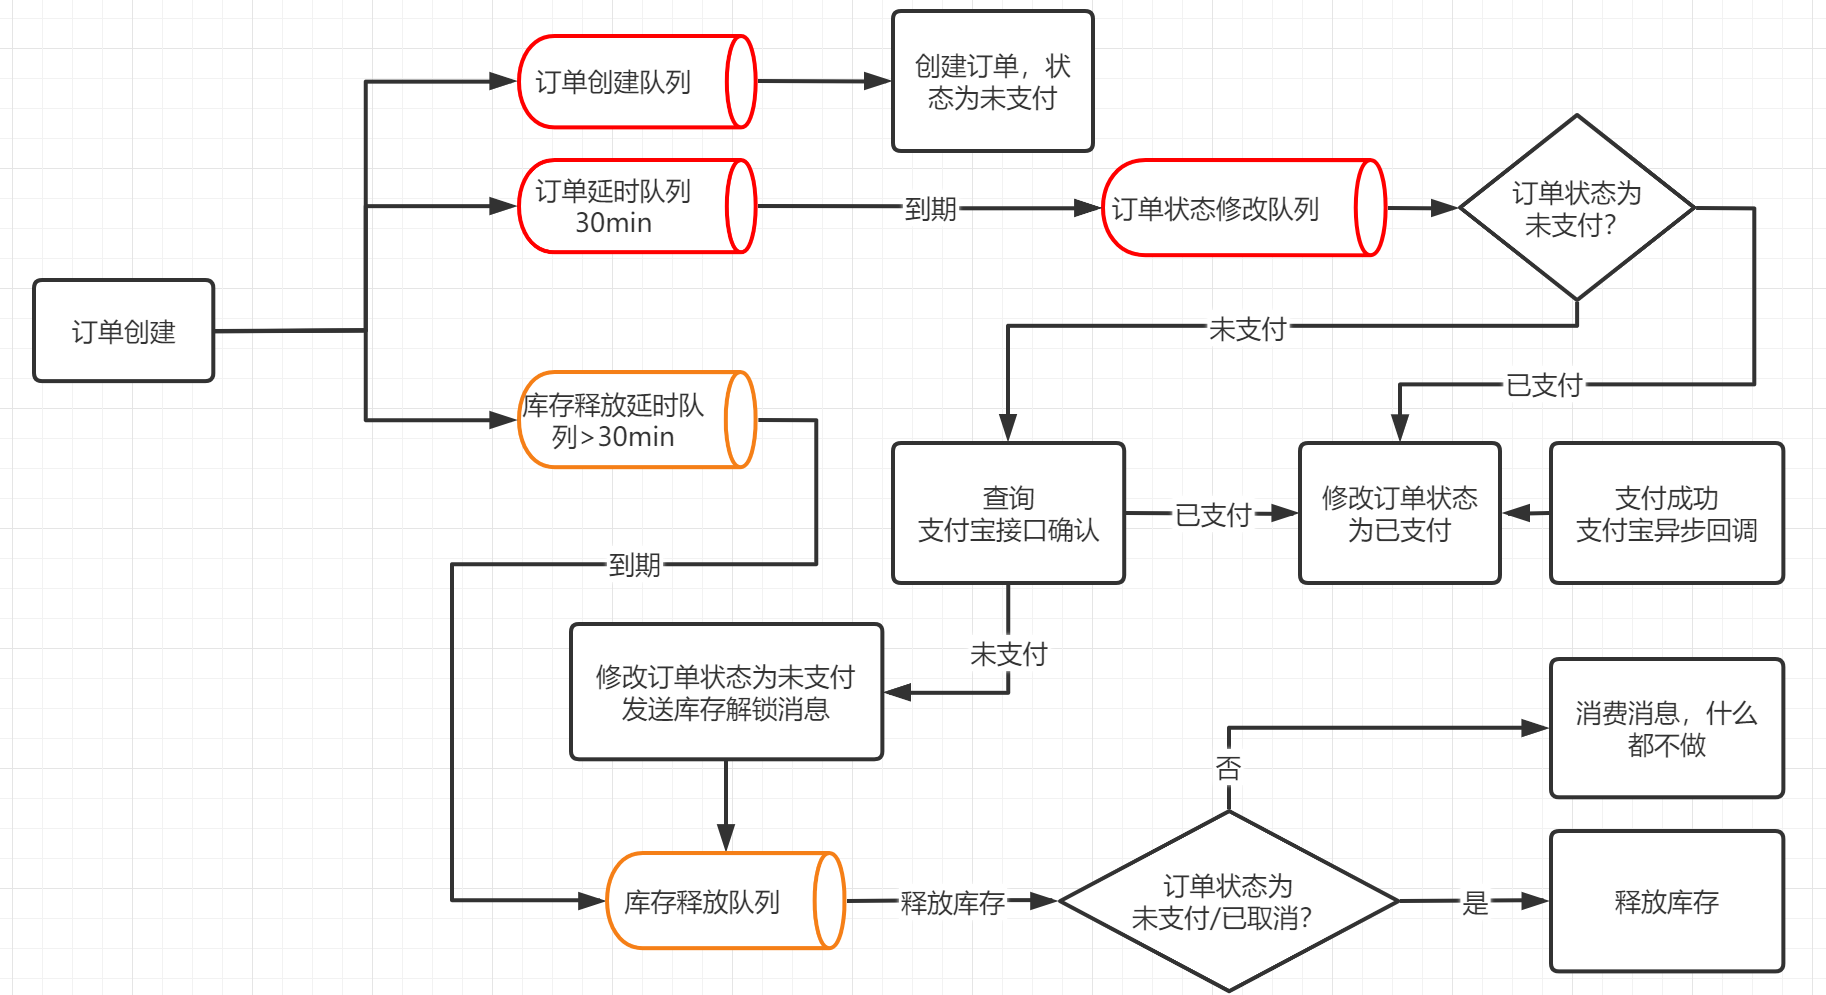 订单创建队列
创建订单，状
态为未支付
订单延时队列
30min
到期
订单状态修改队列
订单状态为
未支付？
订单创建
未支付
已支付
库存释放延时队
列>30min
查询
支付宝接口确认
已支付
修改订单状态
为已支付
支付成功
支付宝异步回调
到期
未支付
修改订单状态为未支付
发送库存解锁消息
消费消息，什么
都不做
否
库存释放队列
释放库存
订单状态为
未支付/已取消？
是
释放库存